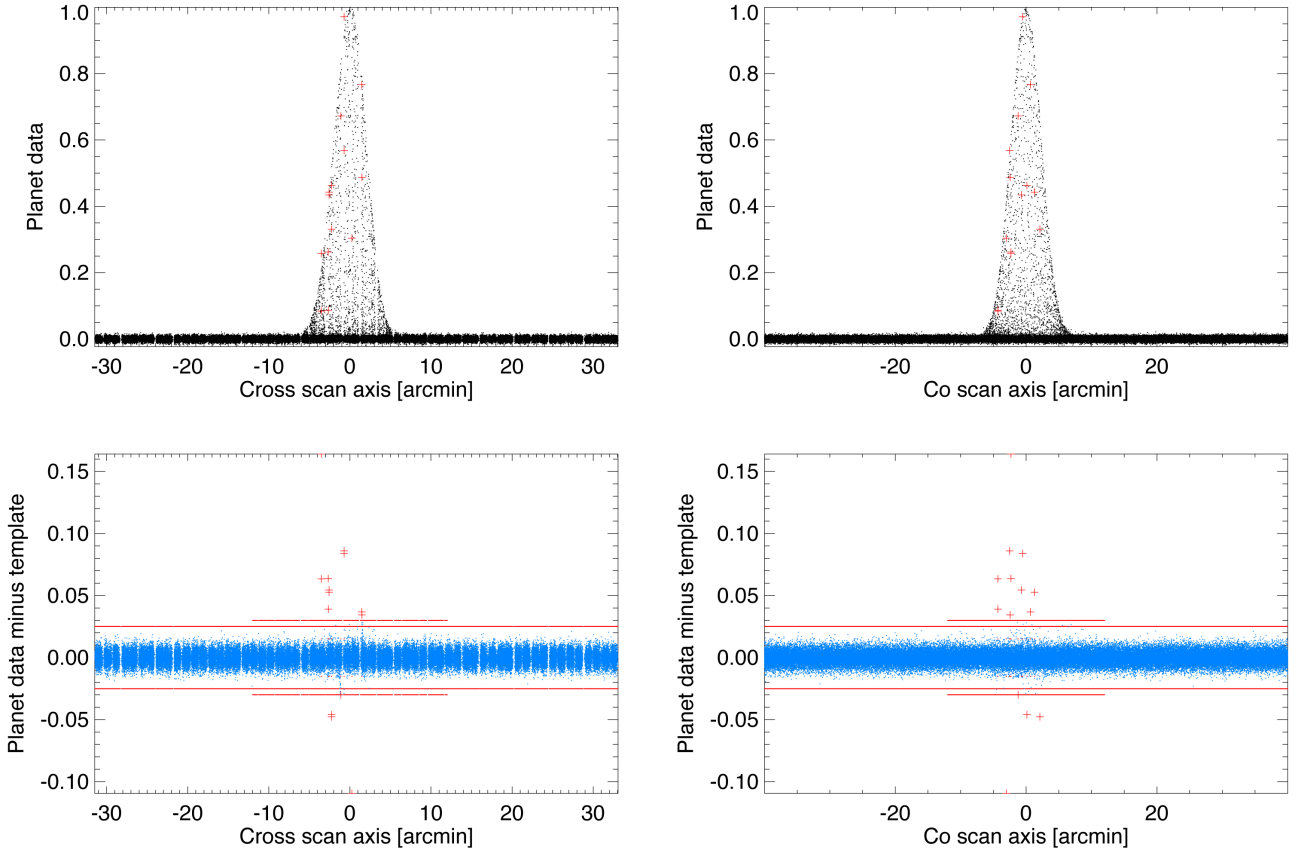 1.0
0.8
0.6
0.4
0.2
0.0
Planet data
-30 -20 -10 0 10 20 30
Cross scan axis [arcmin]
1.0
0.8
0.6
0.4
0.2
0.0
Planet data
-20 0 20
Co scan axis [arcmin]
0.15
0.10
0.05
0.00
-0.05
-0.10
Planet data minus template
-30 -20 -10 0 10 20 30
Cross scan axis [arcmin]
0.15
0.10
0.05
0.00
-0.05
-0.10
Planet data minus template
-20 0 20
Co scan axis [arcmin]